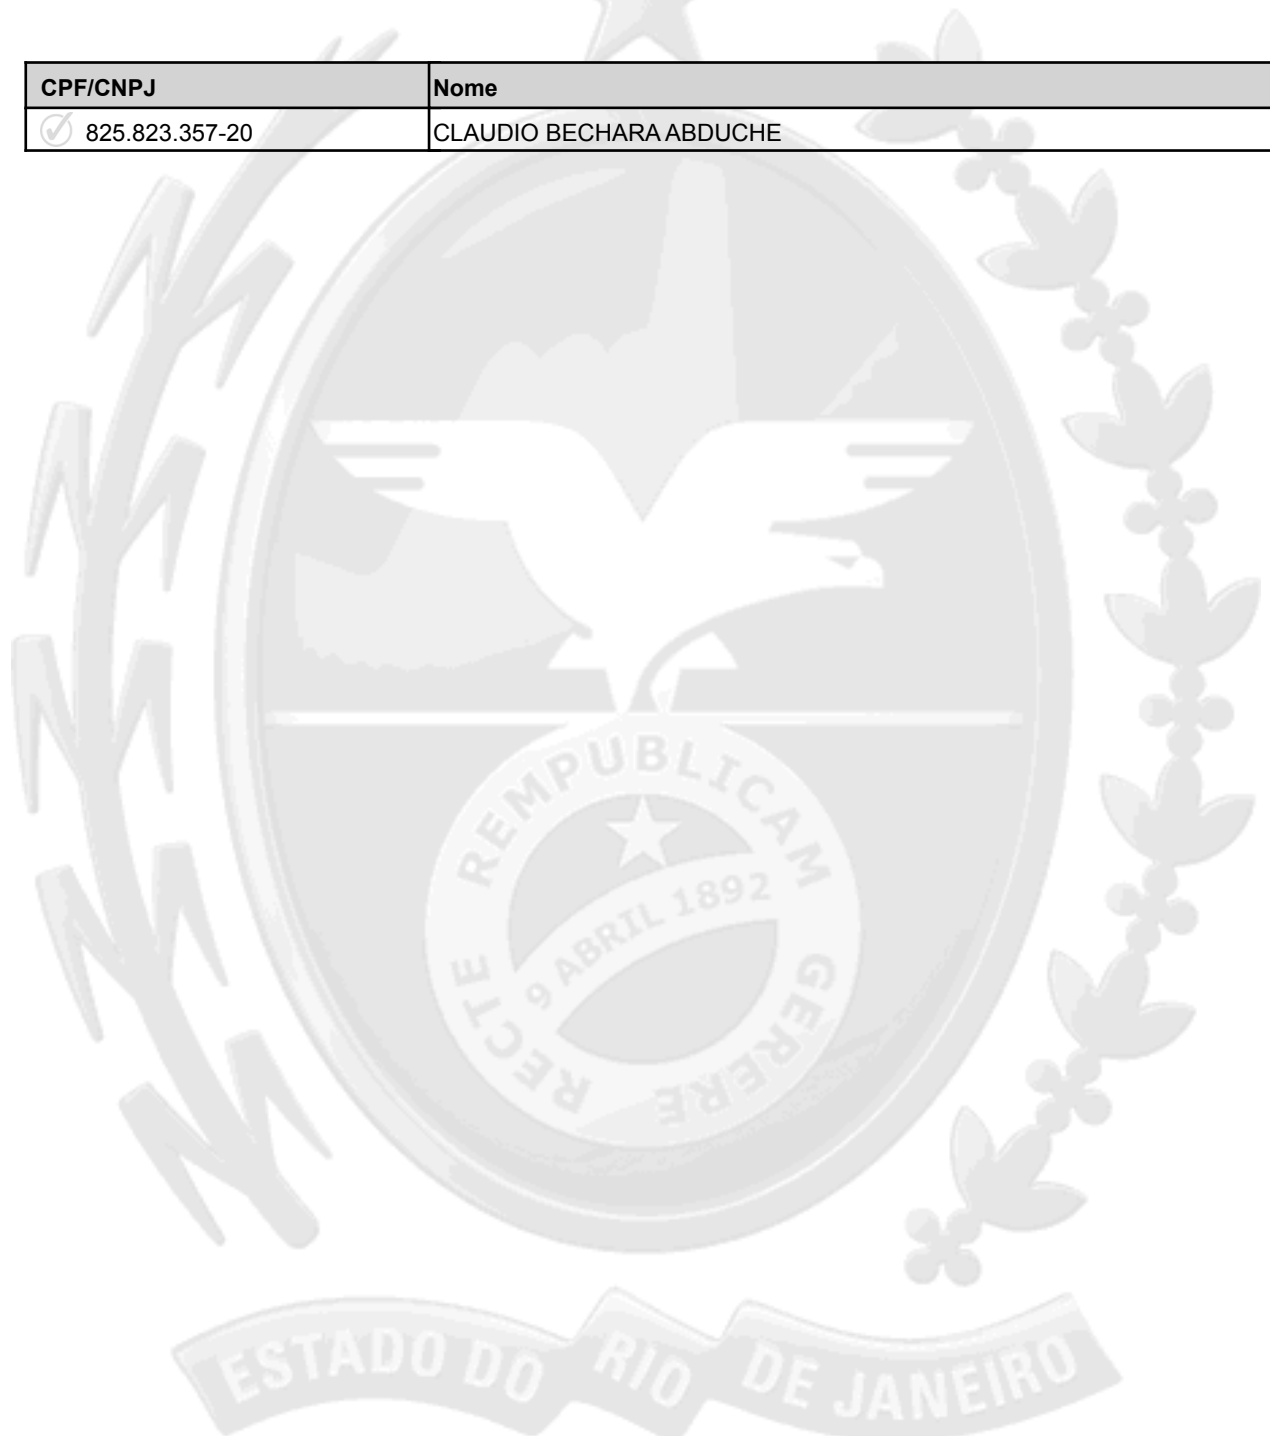 CPF/CNPJ Nome
825.823.357-20 CLAUDIO BECHARA ABDUCHE
REMPUBLICAM
9 ABRIL 1892
RECTE GERERE
ESTADO DO RIO DE JANEIRO